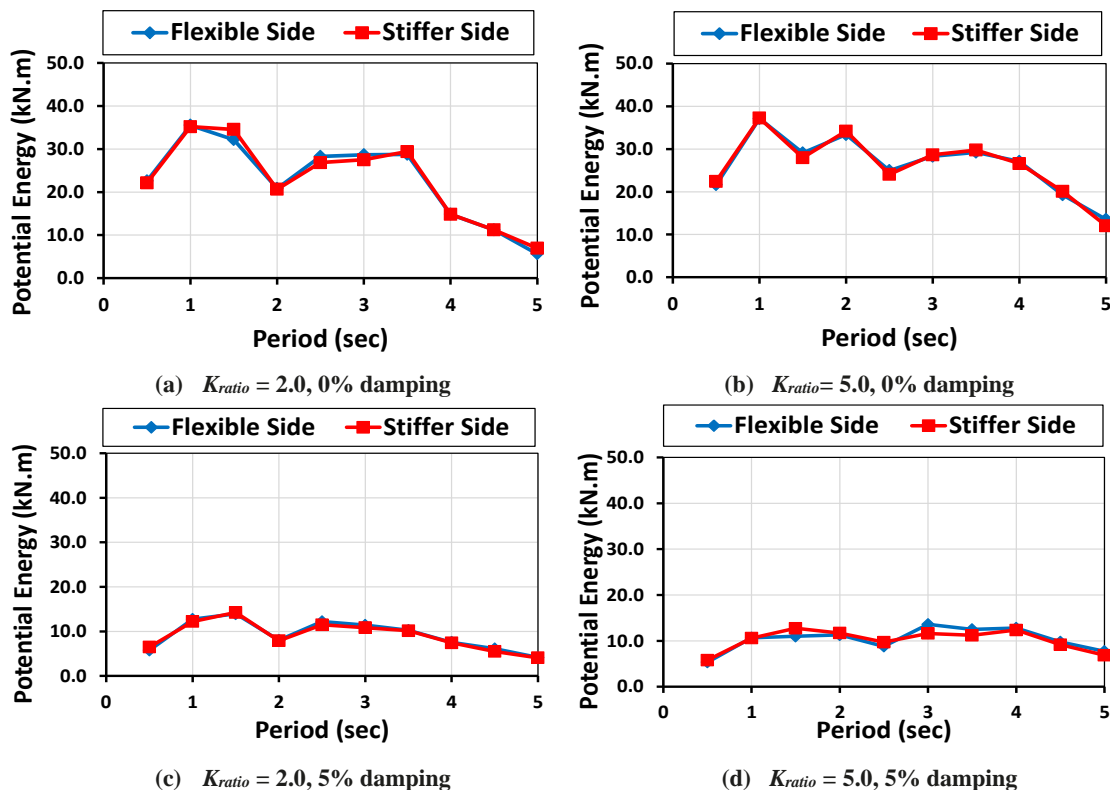 Flexible Side Stiffer Side
50.0
40.0
30.0
20.0
10.0
0.0
Potential Energy (kN.m)
0 1 2 3 4 5
Period (sec)
(a) Kratio = 2.0, 0% damping
Flexible Side Stiffer Side
50.0
40.0
30.0
20.0
10.0
0.0
Potential Energy (kN.m)
0 1 2 3 4 5
Period (sec)
(b) Kratio= 5.0, 0% damping
Flexible Side Stiffer Side
50.0
40.0
30.0
20.0
10.0
0.0
Potential Energy (kN.m)
0 1 2 3 4 5
Period (sec)
(c) Kratio = 2.0, 5% damping
Flexible Side Stiffer Side
50.0
40.0
30.0
20.0
10.0
0.0
Potential Energy (kN.m)
0 1 2 3 4 5
Period (sec)
(d) Kratio = 5.0, 5% damping